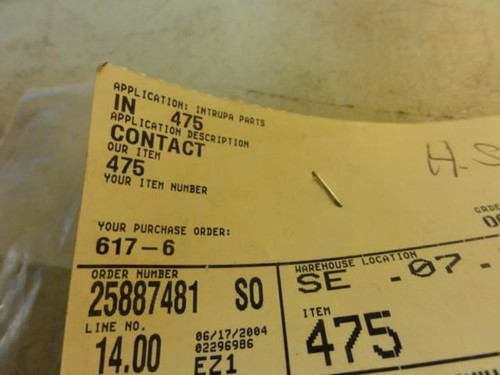 APPLICATION: INTRUPA PARTS
IN 475
APPLICATION DESCRIPTION
CONTACT
OUR ITEM
475
YOUR ITEM NUMBER
YOUR PURCHASE ORDER:
617-6
H.S
ORDER NUMBER
25887481 SO
LINE NO.
14.00
06/17/2004
02296986
EZ1
WAREHOUSE LOCATION
SE .07.
ITEM
475